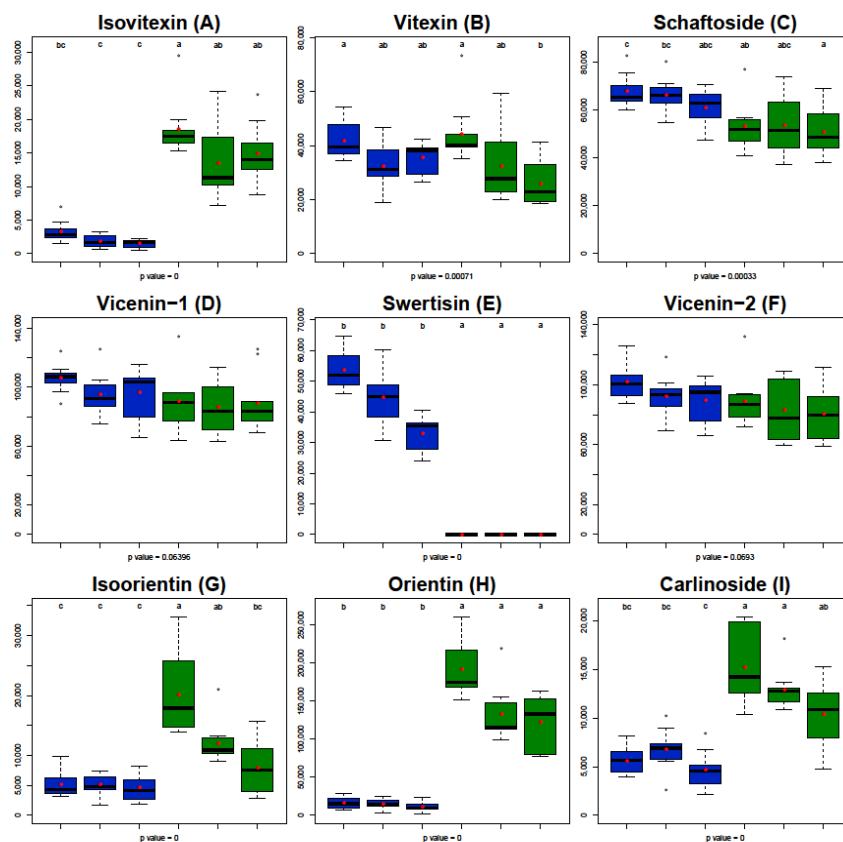 Isovitexin (A)
bc c c a ab ab
30,000
25,000
20,000
15,000
10,000
5,000
0
p value = 0
Vitexin (B)
a ab ab a ab b
80,000
60,000
40,000
20,000
0
p value = 0.00071
Schaftoside (C)
c bc abc ab abc a
80,000
60,000
40,000
20,000
0
p value = 0.00033
Vicenin−1 (D)
140,000
100,000
60,000
20,000
0
p value = 0.06396
Swertisin (E)
b b b a a a
70,000
60,000
50,000
40,000
30,000
20,000
10,000
0
p value = 0
Vicenin−2 (F)
140,000
100,000
60,000
20,000
0
p value = 0.0693
Isoorientin (G)
c c c a ab bc
30,000
20,000
10,000
5,000
0
p value = 0
Orientin (H)
b b b a a a
250,000
200,000
150,000
100,000
50,000
0
p value = 0
Carlinoside (I)
bc bc c a a ab
20,000
15,000
10,000
5,000
0
p value = 0